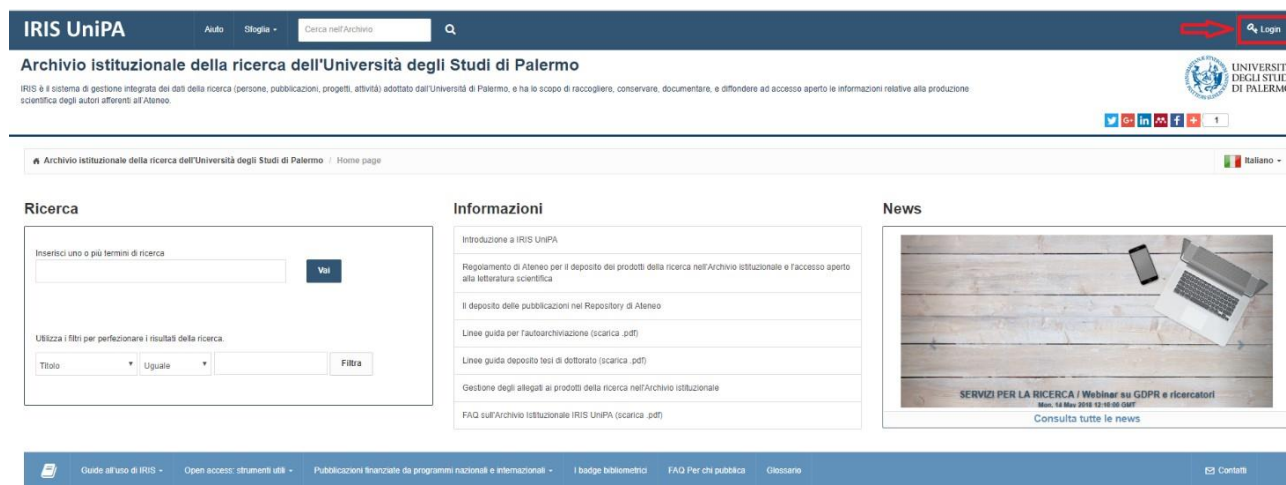 IRIS UniPA
Aiuto
Sfoglia
Cerca nell'Archivio
Login
Archivio istituzionale della ricerca dell'Università degli Studi di Palermo
IRIS è il sistema di gestione integrata dei dati della ricerca (persone, pubblicazioni, progetti, attività) adottato dall'Università di Palermo, e ha lo scopo di raccogliere, conservare, documentare, e diffondere ad accesso aperto le informazioni relative alla produzione
scientifica degli autori afferenti all'Ateneo.
UNIVERSIT
DEGLI STUDI
DI PALERMO
1
Archivio istituzionale della ricerca dell'Università degli Studi di Palermo / Home page
Italiano
Ricerca
Inserisci uno o più termini di ricerca
Vai
Utilizza i filtri per perfezionare i risultati della ricerca.
Titolo
Uguale
Filtra
Informazioni
Introduzione a IRIS UniPA
Regolamento di Ateneo per il deposito dei prodotti della ricerca nell'Archivio istituzionale e l'accesso aperto
alla letteratura scientifica
Il deposito delle pubblicazioni nel Repository di Ateneo
Linee guida per l'autoarchiviazione (scarica .pdf)
Linee guida deposito tesi di dottorato (scarica .pdf)
Gestione degli allegati ai prodotti della ricerca nell'Archivio istituzionale
FAQ sull'Archivio Istituzionale IRIS UniPA (scarica .pdf)
News
SERVIZI PER LA RICERCA / Webinar su GDPR e ricercatori
Mon, 14 May 2018 12:18:00 GMT
Consulta tutte le news
Guide all'uso di IRIS
Open access: strumenti utili
Pubblicazioni finanziate da programmi nazionali e internazionali
I badge bibliometrici
FAQ Per chi pubblica
Glossario
Contatti